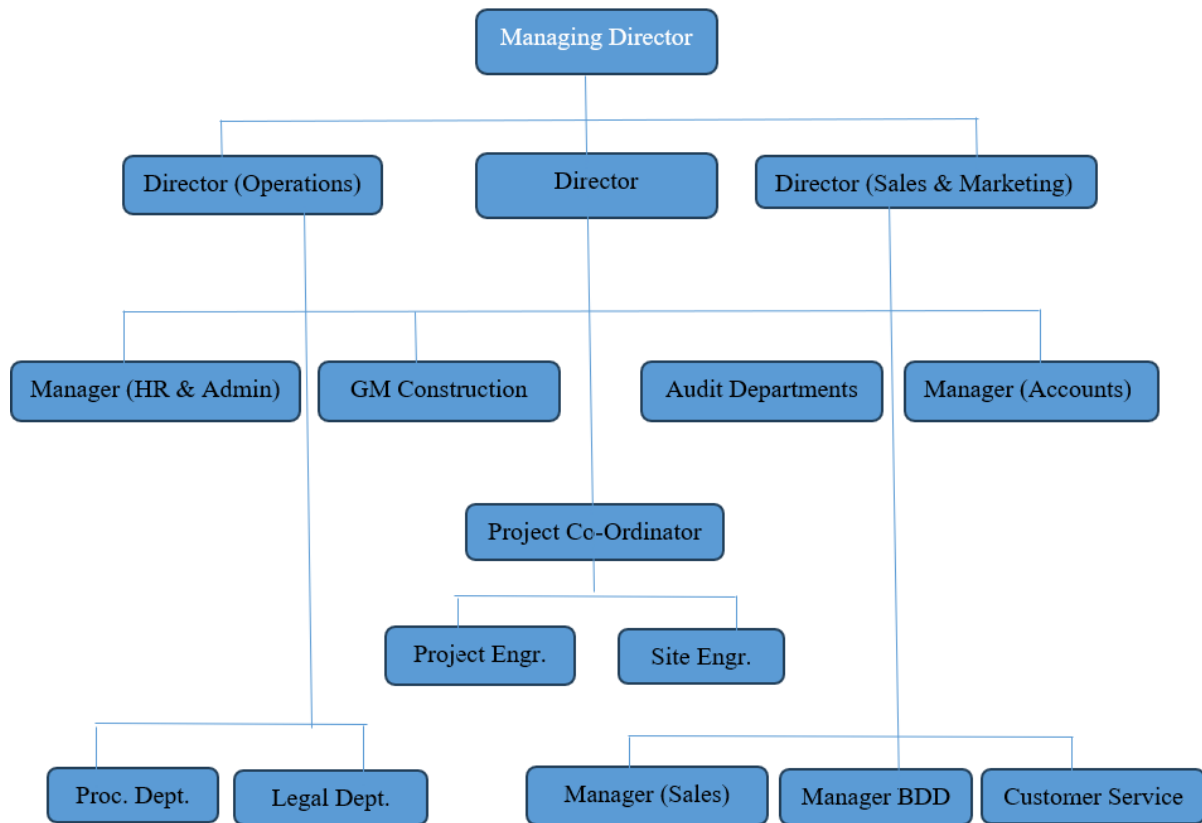 Managing Director
Director (Operations)
Director
Director (Sales & Marketing)
Manager (HR & Admin)
GM Construction
Audit Departments
Manager (Accounts)
Project Co-Ordinator
Project Engr.
Site Engr.
Proc. Dept.
Legal Dept.
Manager (Sales)
Manager BDD
Customer Service